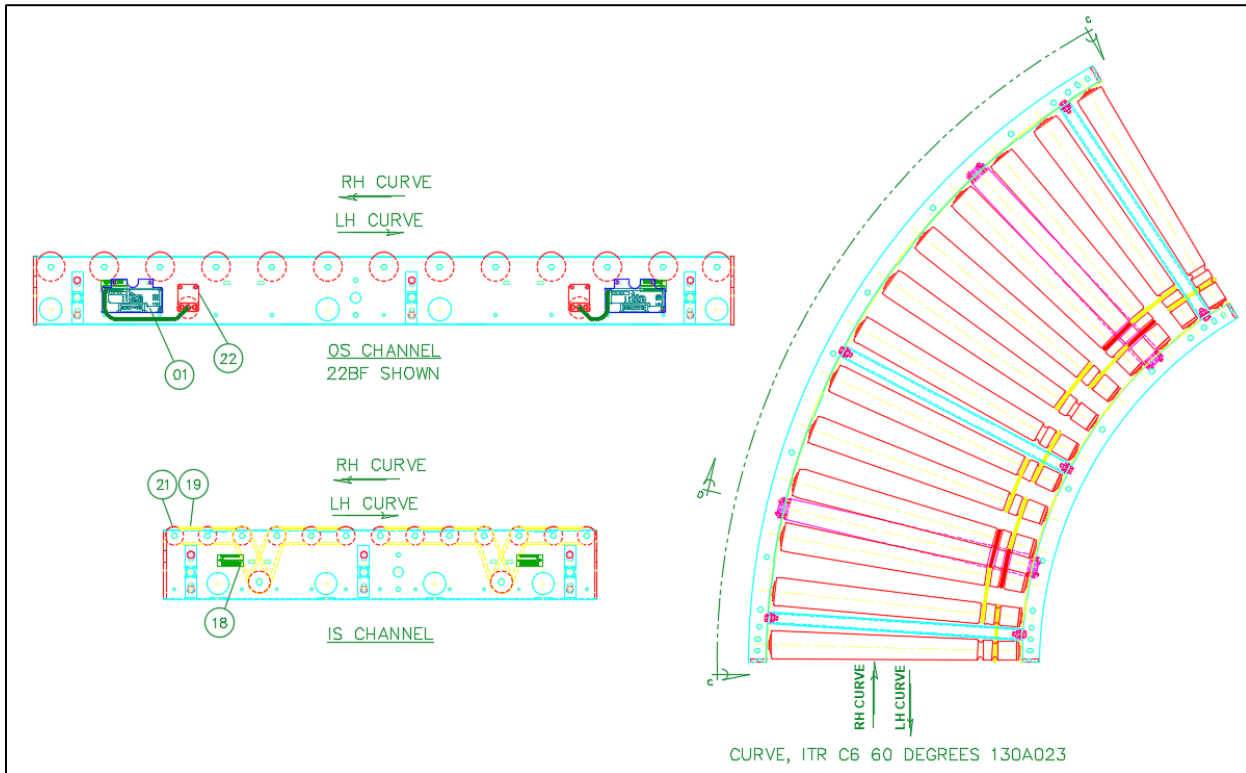 RH CURVE
LH CURVE
01
22
OS CHANNEL
22BF SHOWN
21
19
RH CURVE
LH CURVE
18
IS CHANNEL
C
D
C
RH CURVE
LH CURVE
CURVE, ITR C6 60 DEGREES 130A023